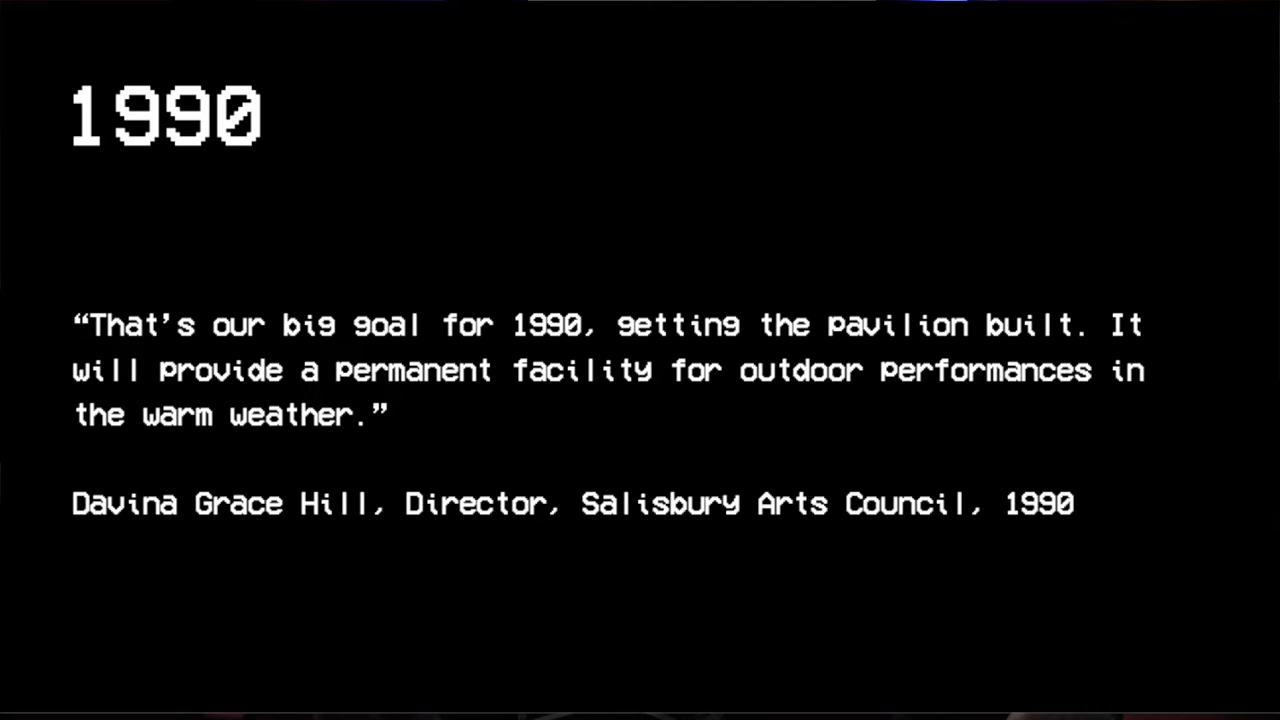 1990
“That’s our big goal for 1990, getting the pavilion built. It
will provide a permanent facility for outdoor performances in
the warm weather.”
Davina Grace Hill, Director, Salisbury Arts Council, 1990